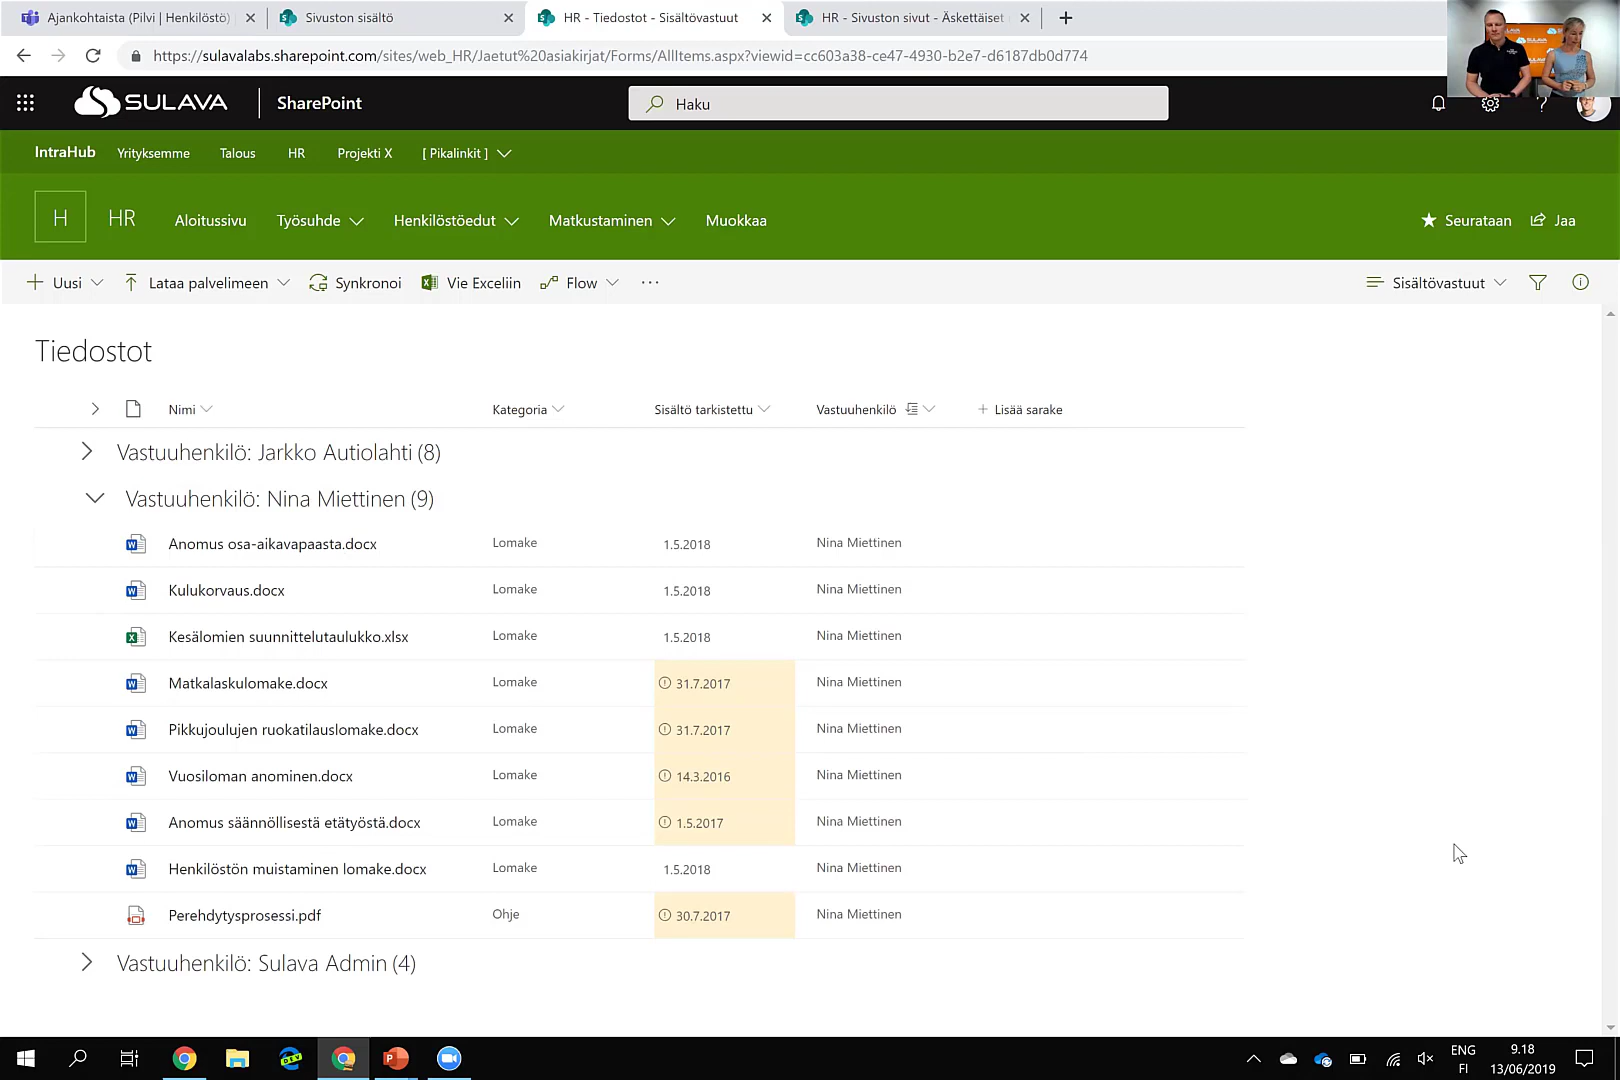 Ajankohtaista (Pilvi | Henkilöstö)
Sivuston sisältö
HR - Tiedostot - Sisältövastuut
HR - Sivuston sivut - Äskettäiset
https://sulavalabs.sharepoint.com/sites/web_HR/Jaetut%20asiakirjat/Forms/AllItems.aspx?viewid=cc603a38-ce47-4930-b2e7-d6187db0d774
SULAVA
SharePoint
Haku
IntraHub Yrityksemme Talous HR Projekti X [ Pikalinkit ]
H HR Aloitussivu Työsuhde Henkilöstöedut Matkustaminen Muokkaa
Seurataan Jaa
Uusi Lataa palvelimeen Synkronoi Vie Exceliin Flow ··· Sisältövastuut
Tiedostot
Nimi Kategoria Sisältö tarkistettu Vastuuhenkilö + Lisää sarake
Vastuuhenkilö: Jarkko Autiolahti (8)
Vastuuhenkilö: Nina Miettinen (9)
Anomus osa-aikavapaasta.docx Lomake 1.5.2018 Nina Miettinen
Kulukorvaus.docx Lomake 1.5.2018 Nina Miettinen
Kesälomien suunnittelutaulukko.xlsx Lomake 1.5.2018 Nina Miettinen
Matkalaskulomake.docx Lomake 31.7.2017 Nina Miettinen
Pikkujoulujen ruokatilauslomake.docx Lomake 31.7.2017 Nina Miettinen
Vuosiloman anominen.docx Lomake 14.3.2016 Nina Miettinen
Anomus säännöllisestä etätyöstä.docx Lomake 1.5.2017 Nina Miettinen
Henkilöstön muistaminen lomake.docx Lomake 1.5.2018 Nina Miettinen
Perehdytysprosessi.pdf Ohje 30.7.2017 Nina Miettinen
Vastuuhenkilö: Sulava Admin (4)
ENG 9.18
FI 13/06/2019